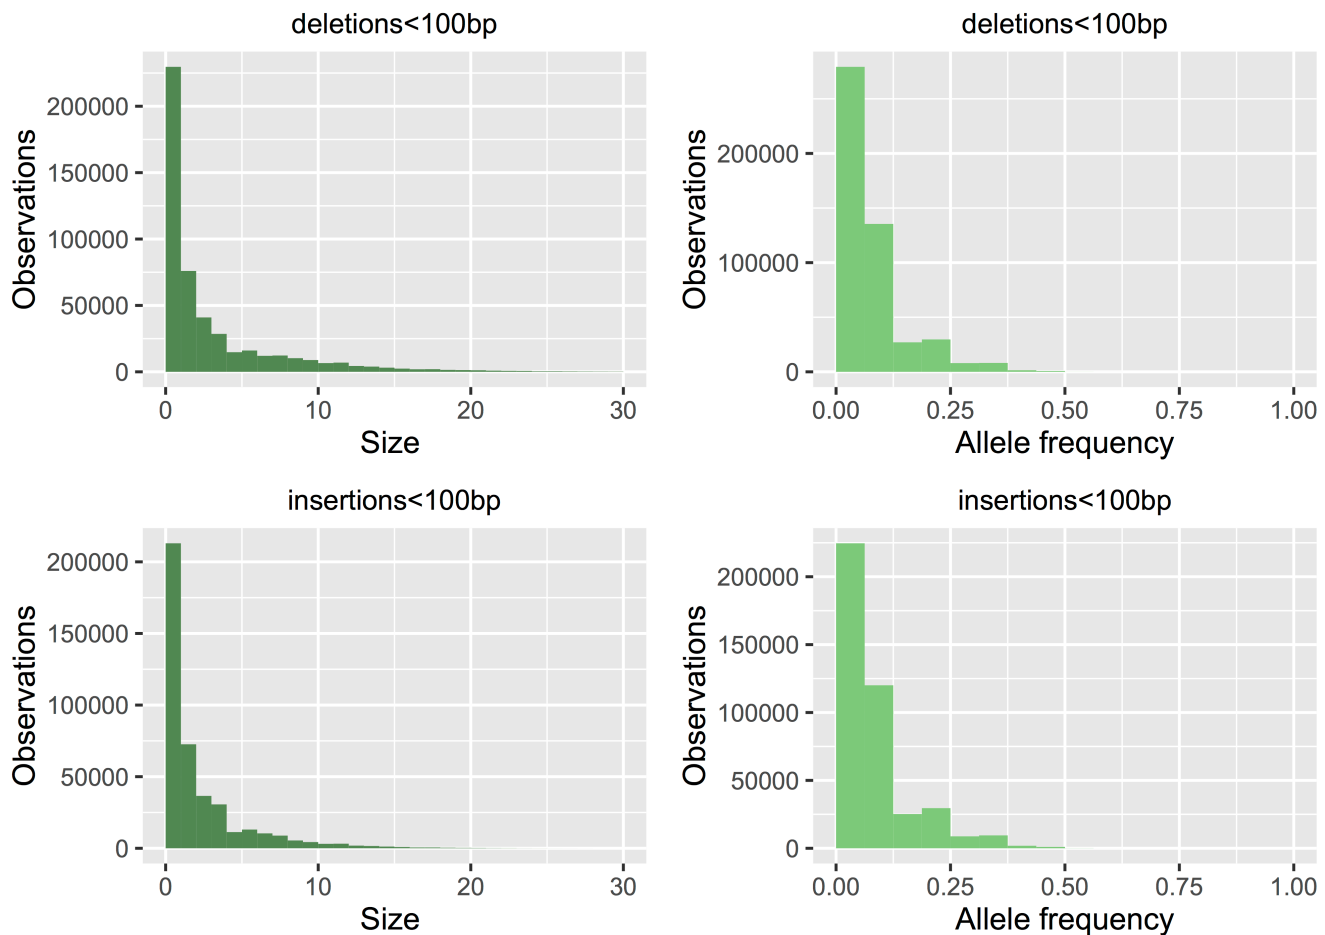 deletions<100bp
Observations
200000
150000
100000
50000
0
0 10 20 30
Size
deletions<100bp
Observations
200000
100000
0
0.00 0.25 0.50 0.75 1.00
Allele frequency
insertions<100bp
Observations
200000
150000
100000
50000
0
0 10 20 30
Size
insertions<100bp
Observations
200000
150000
100000
50000
0
0.00 0.25 0.50 0.75 1.00
Allele frequency